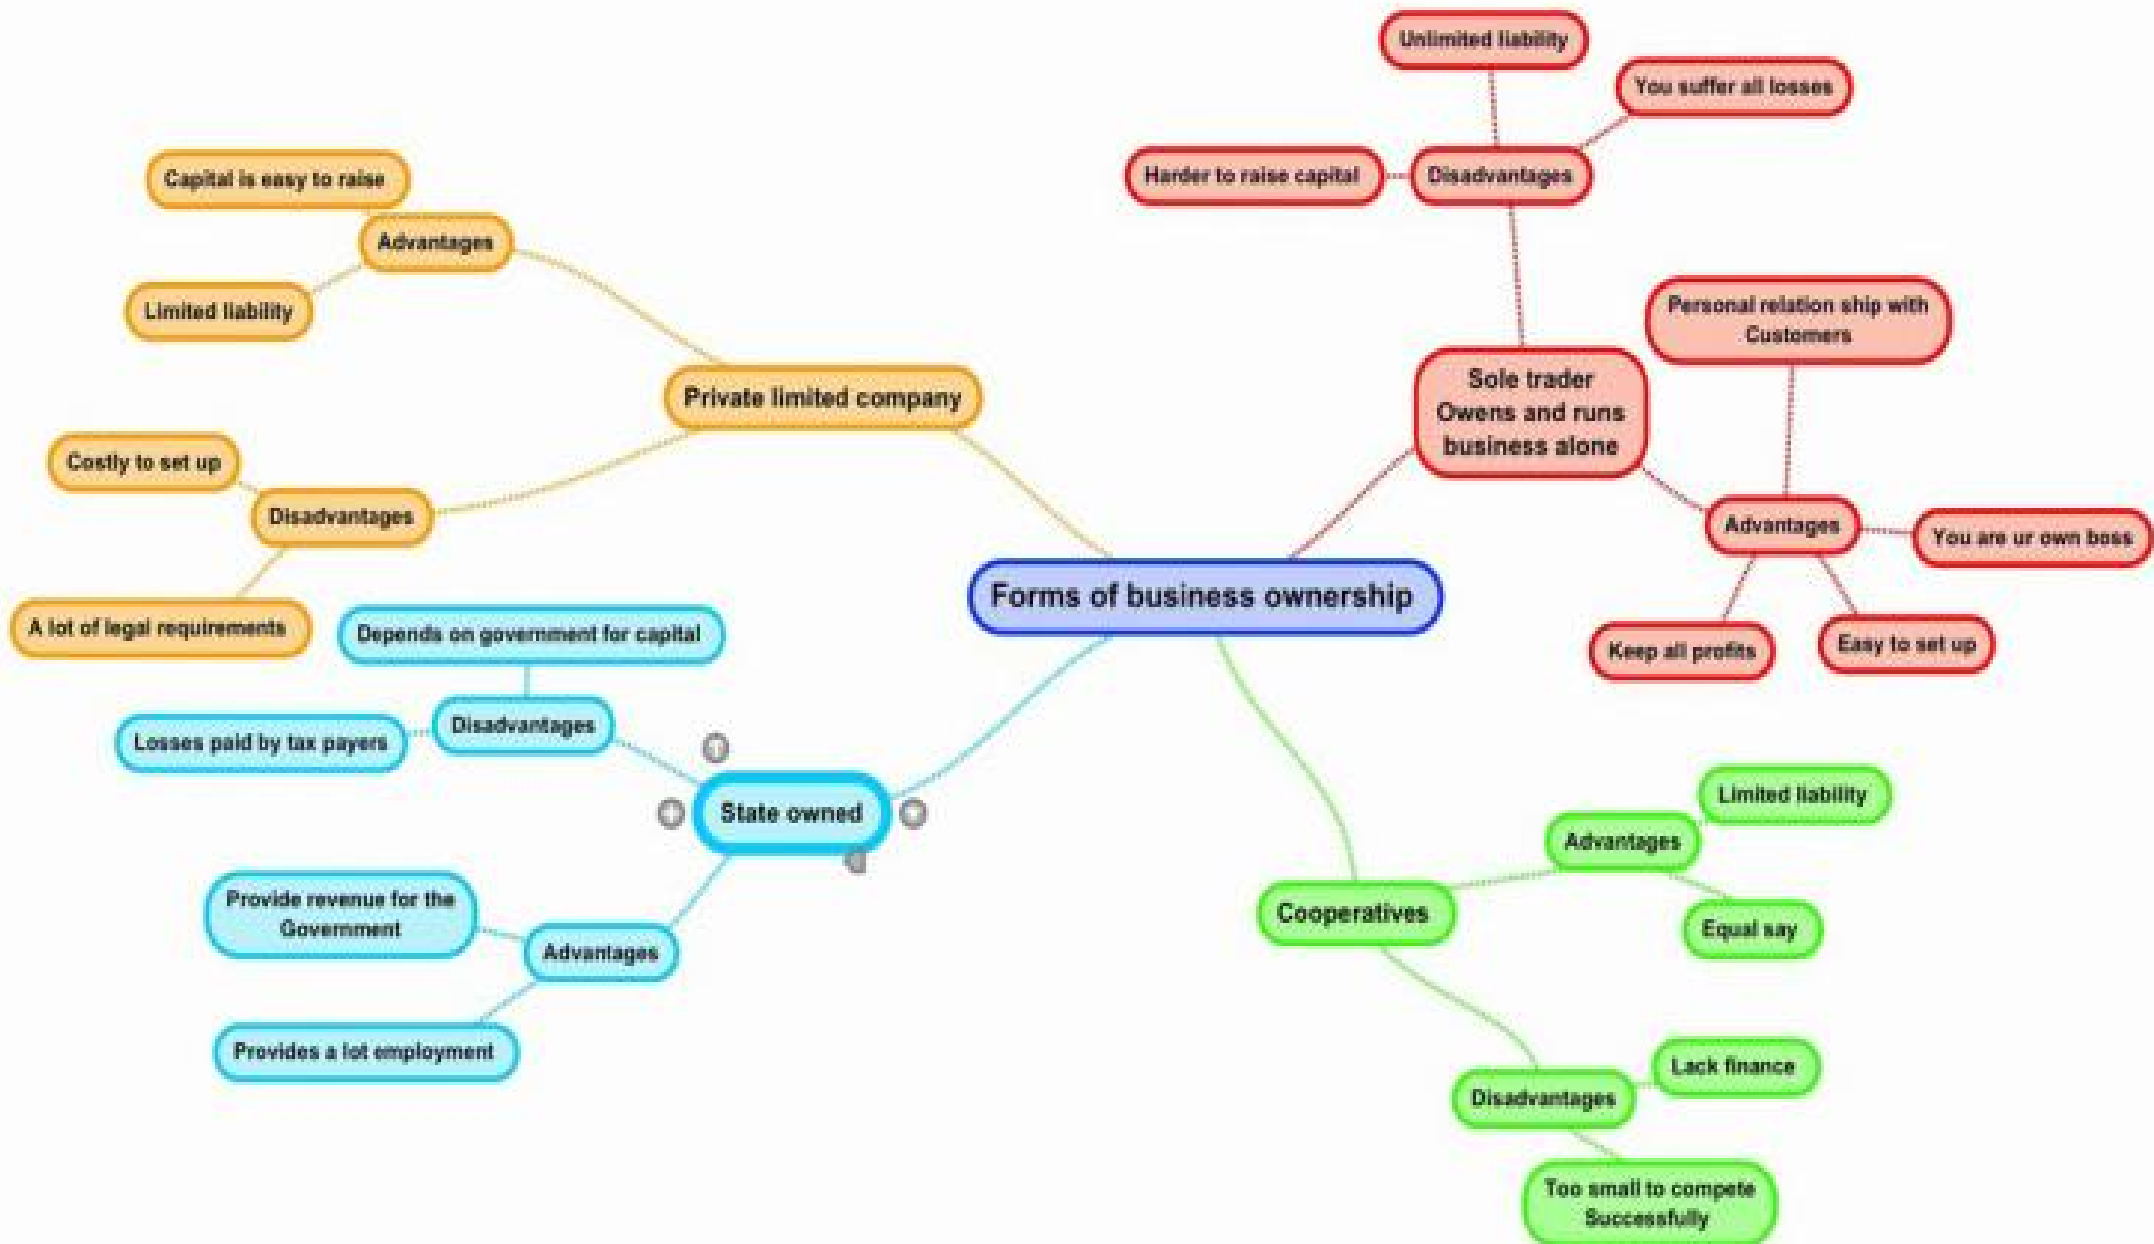 Forms of business ownership
Private limited company
Advantages
Capital is easy to raise
Limited liability
Disadvantages
Costly to set up
A lot of legal requirements
Sole trader
Owens and runs
business alone
Disadvantages
Unlimited liability
You suffer all losses
Harder to raise capital
Advantages
Personal relation ship with
Customers
You are ur own boss
Easy to set up
Keep all profits
State owned
Disadvantages
Depends on government for capital
Losses paid by tax payers
Advantages
Provide revenue for the
Government
Provides a lot employment
Cooperatives
Advantages
Limited liability
Equal say
Disadvantages
Lack finance
Too small to compete
Successfully